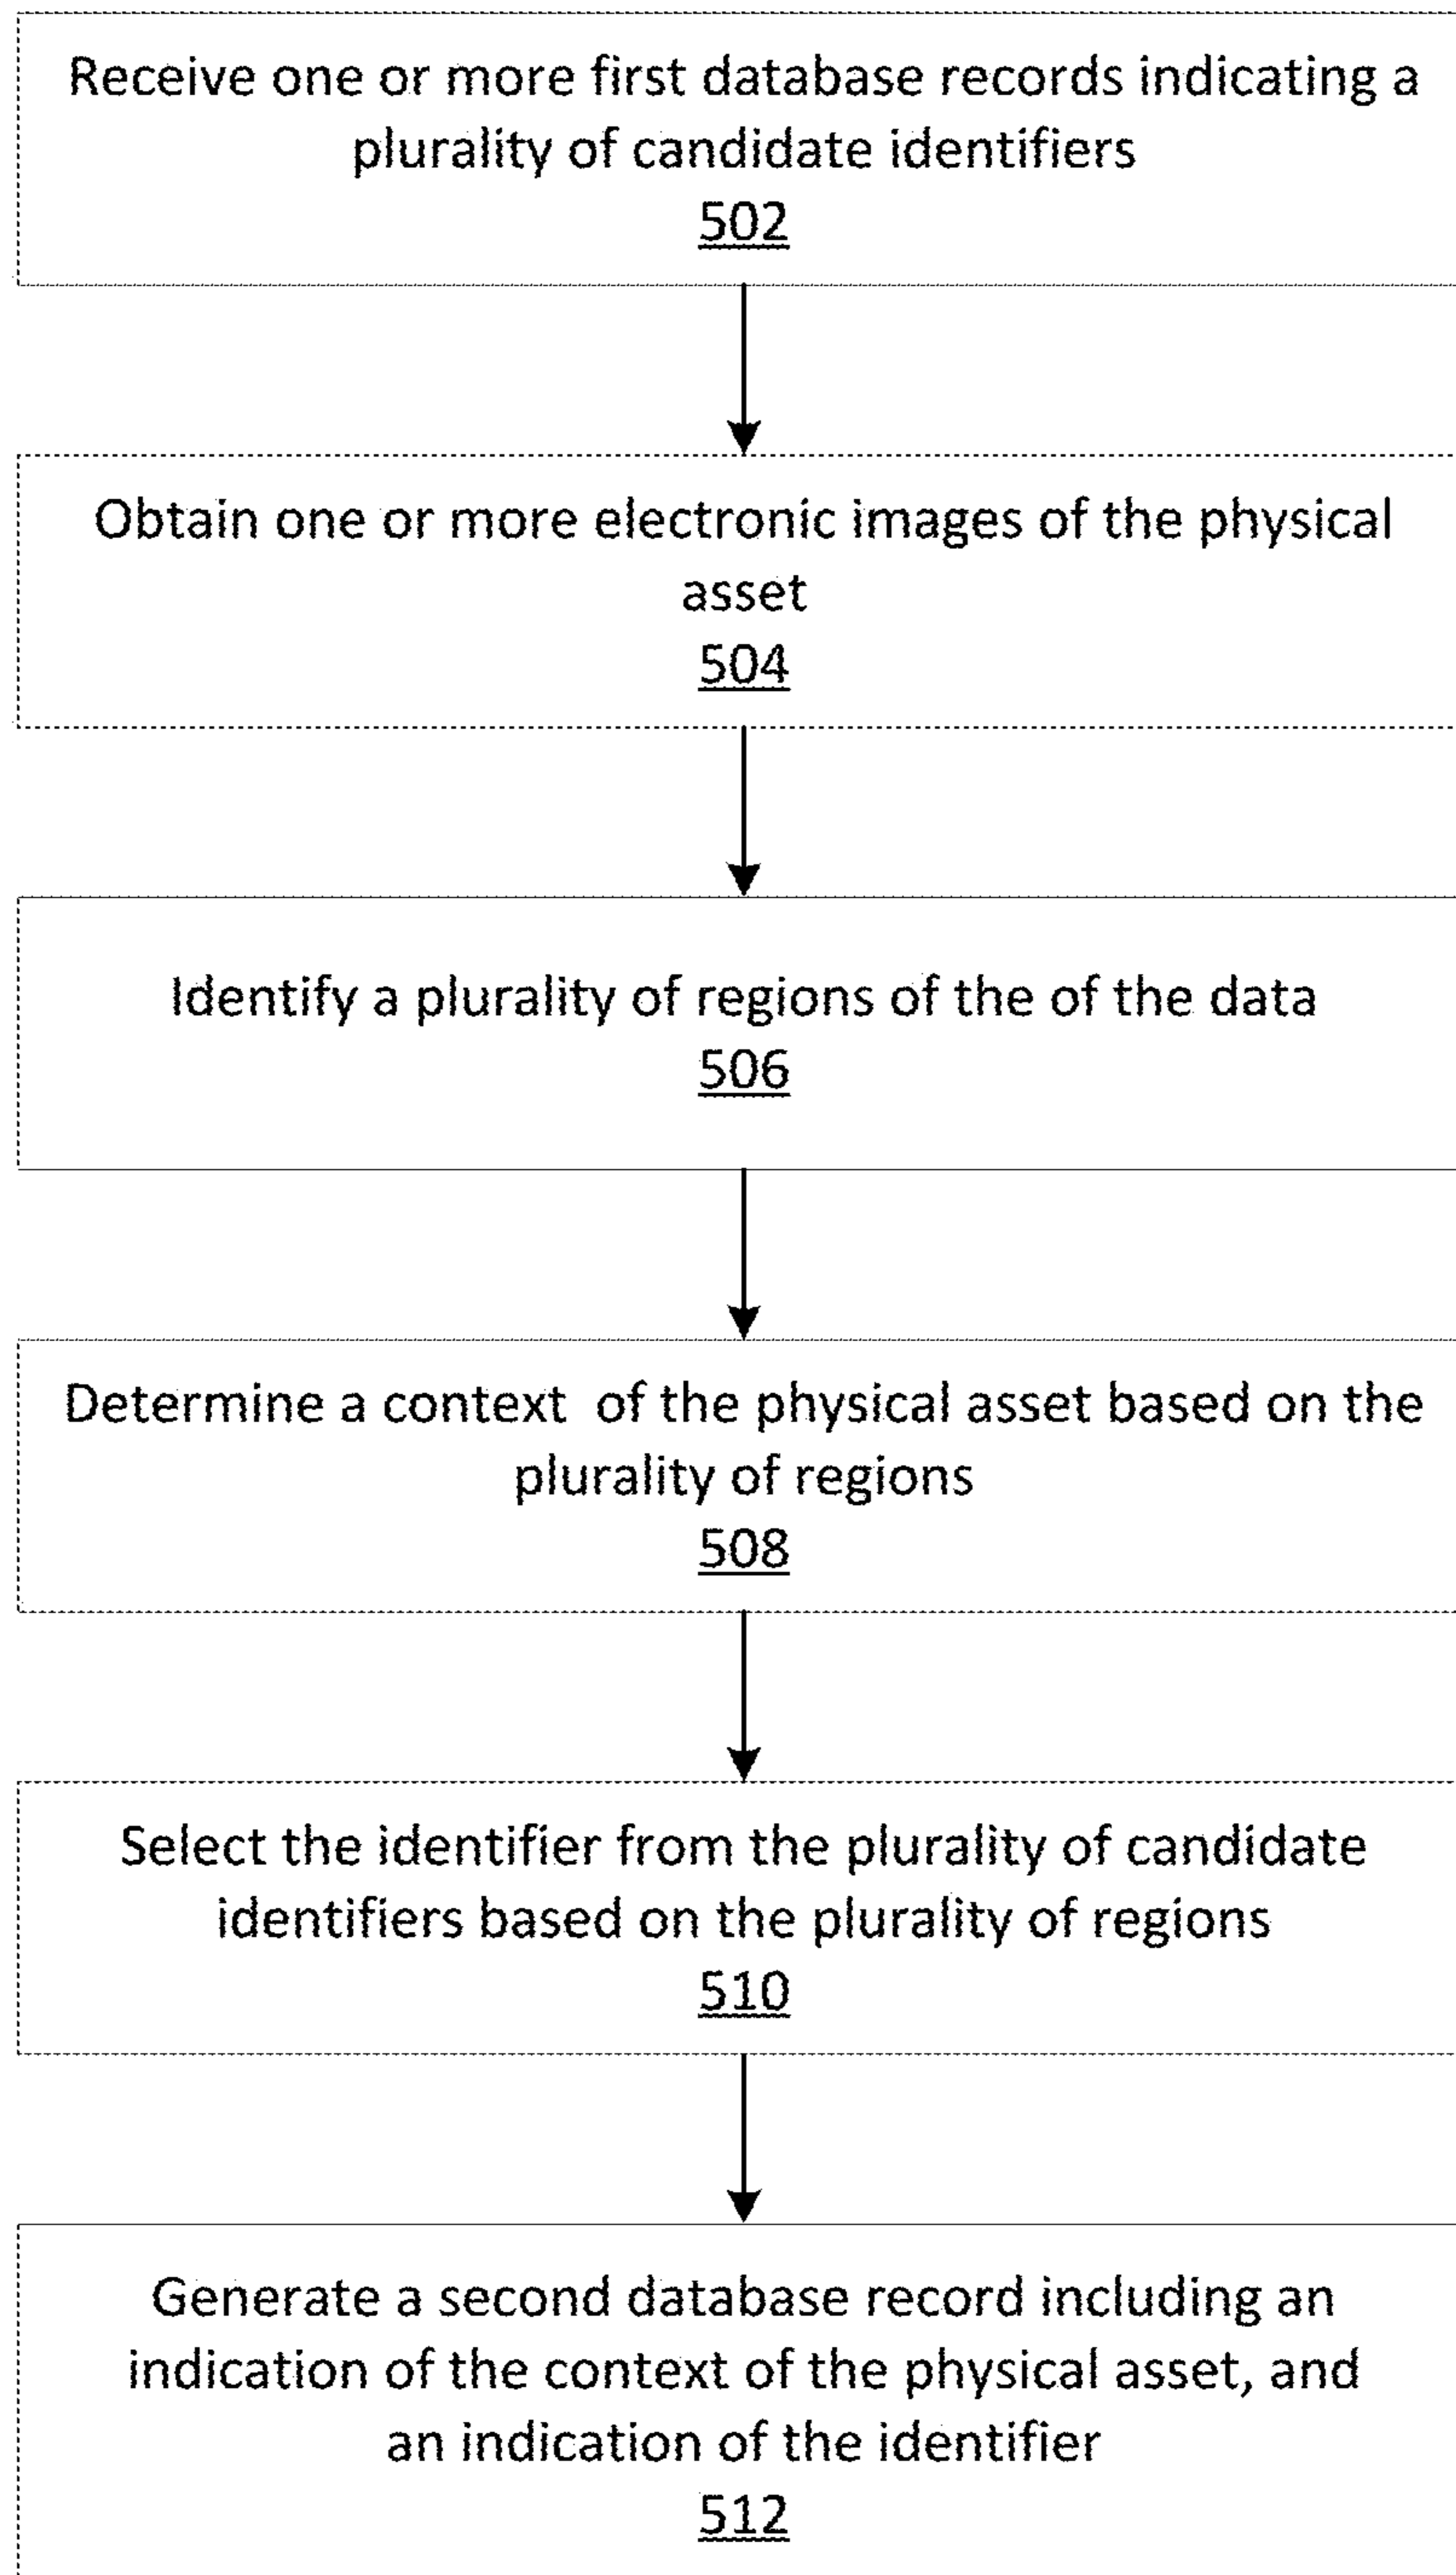 Receive one or more first database records indicating a
plurality of candidate identifiers
502
Obtain one or more electronic images of the physical
asset
504
Identify a plurality of regions of the of the data
506
Determine a context  of the physical asset based on the
plurality of regions
508
Select the identifier from the plurality of candidate
identifiers based on the plurality of regions
510
Generate a second database record including an
indication of the context of the physical asset, and
an indication of the identifier
512